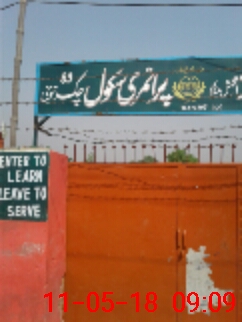 پرائمری سکول چک
ENTER TO
LEARN
LEAVE TO
SERVE
11-05-18 09:09